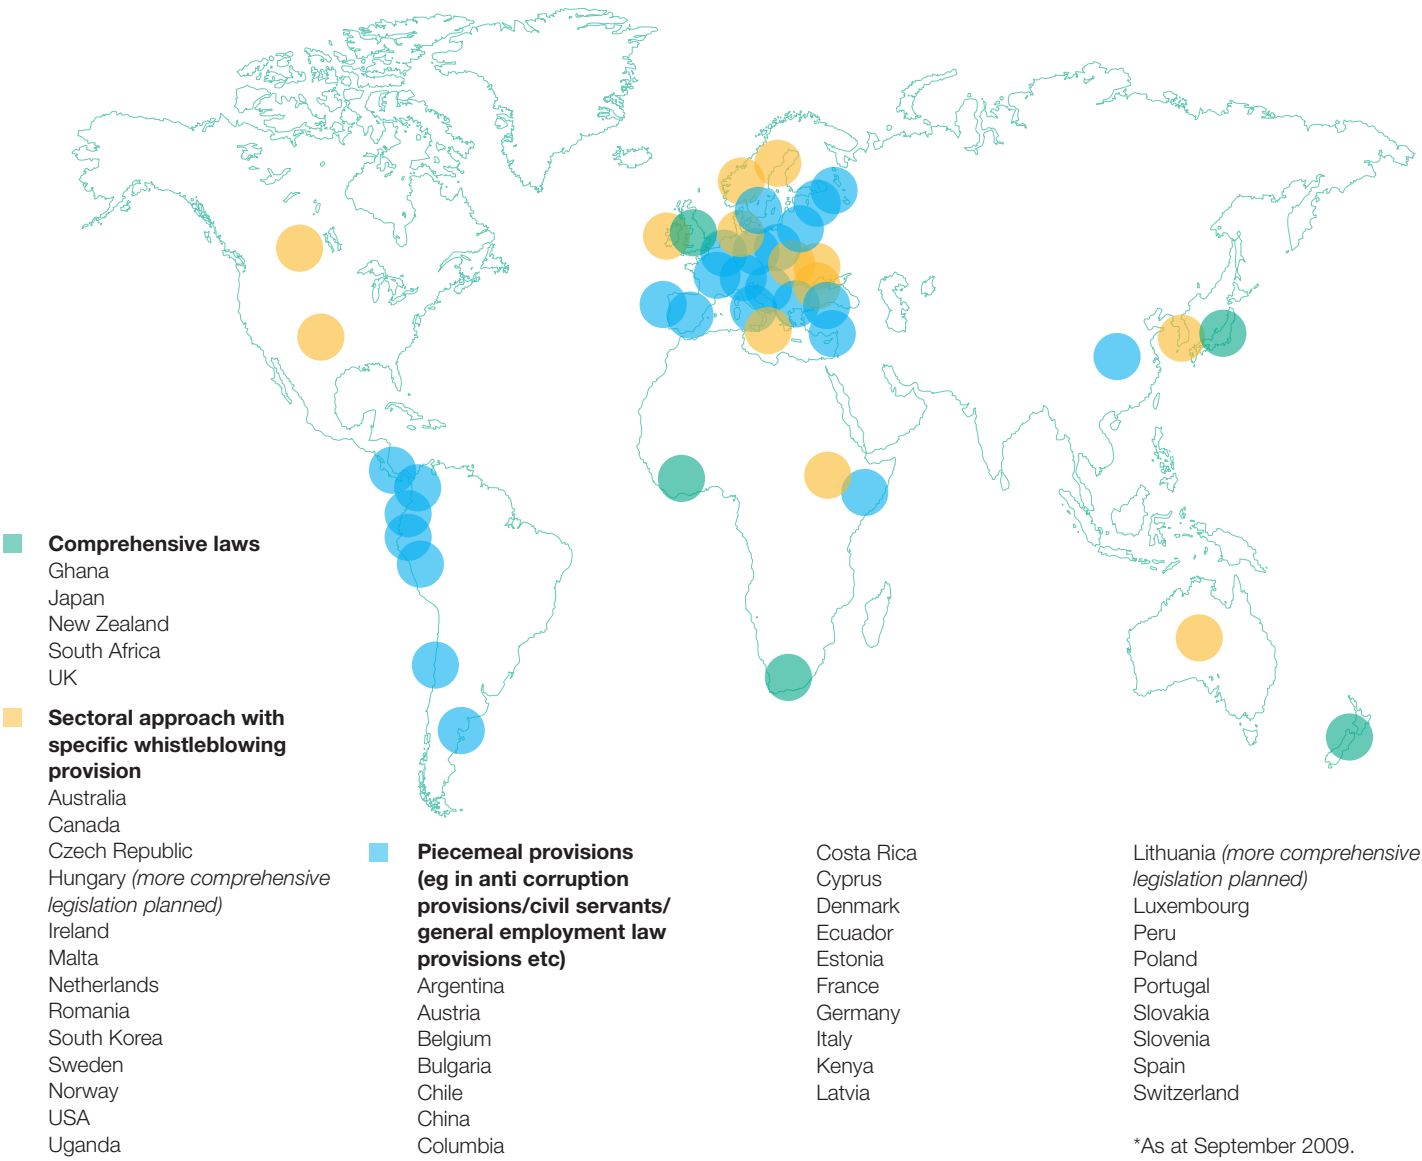 Comprehensive laws
Ghana
Japan
New Zealand
South Africa
UK
Sectoral approach with
specific whistleblowing
provision
Australia
Canada
Czech Republic
Hungary (more comprehensive
legislation planned)
Ireland
Malta
Netherlands
Romania
South Korea
Sweden
Norway
USA
Uganda
Piecemeal provisions
(eg in anti corruption
provisions/civil servants/
general employment law
provisions etc)
Argentina
Austria
Belgium
Bulgaria
Chile
China
Columbia
Costa Rica
Cyprus
Denmark
Ecuador
Estonia
France
Germany
Italy
Kenya
Latvia
Lithuania (more comprehensive
legislation planned)
Luxembourg
Peru
Poland
Portugal
Slovakia
Slovenia
Spain
Switzerland
*As at September 2009.